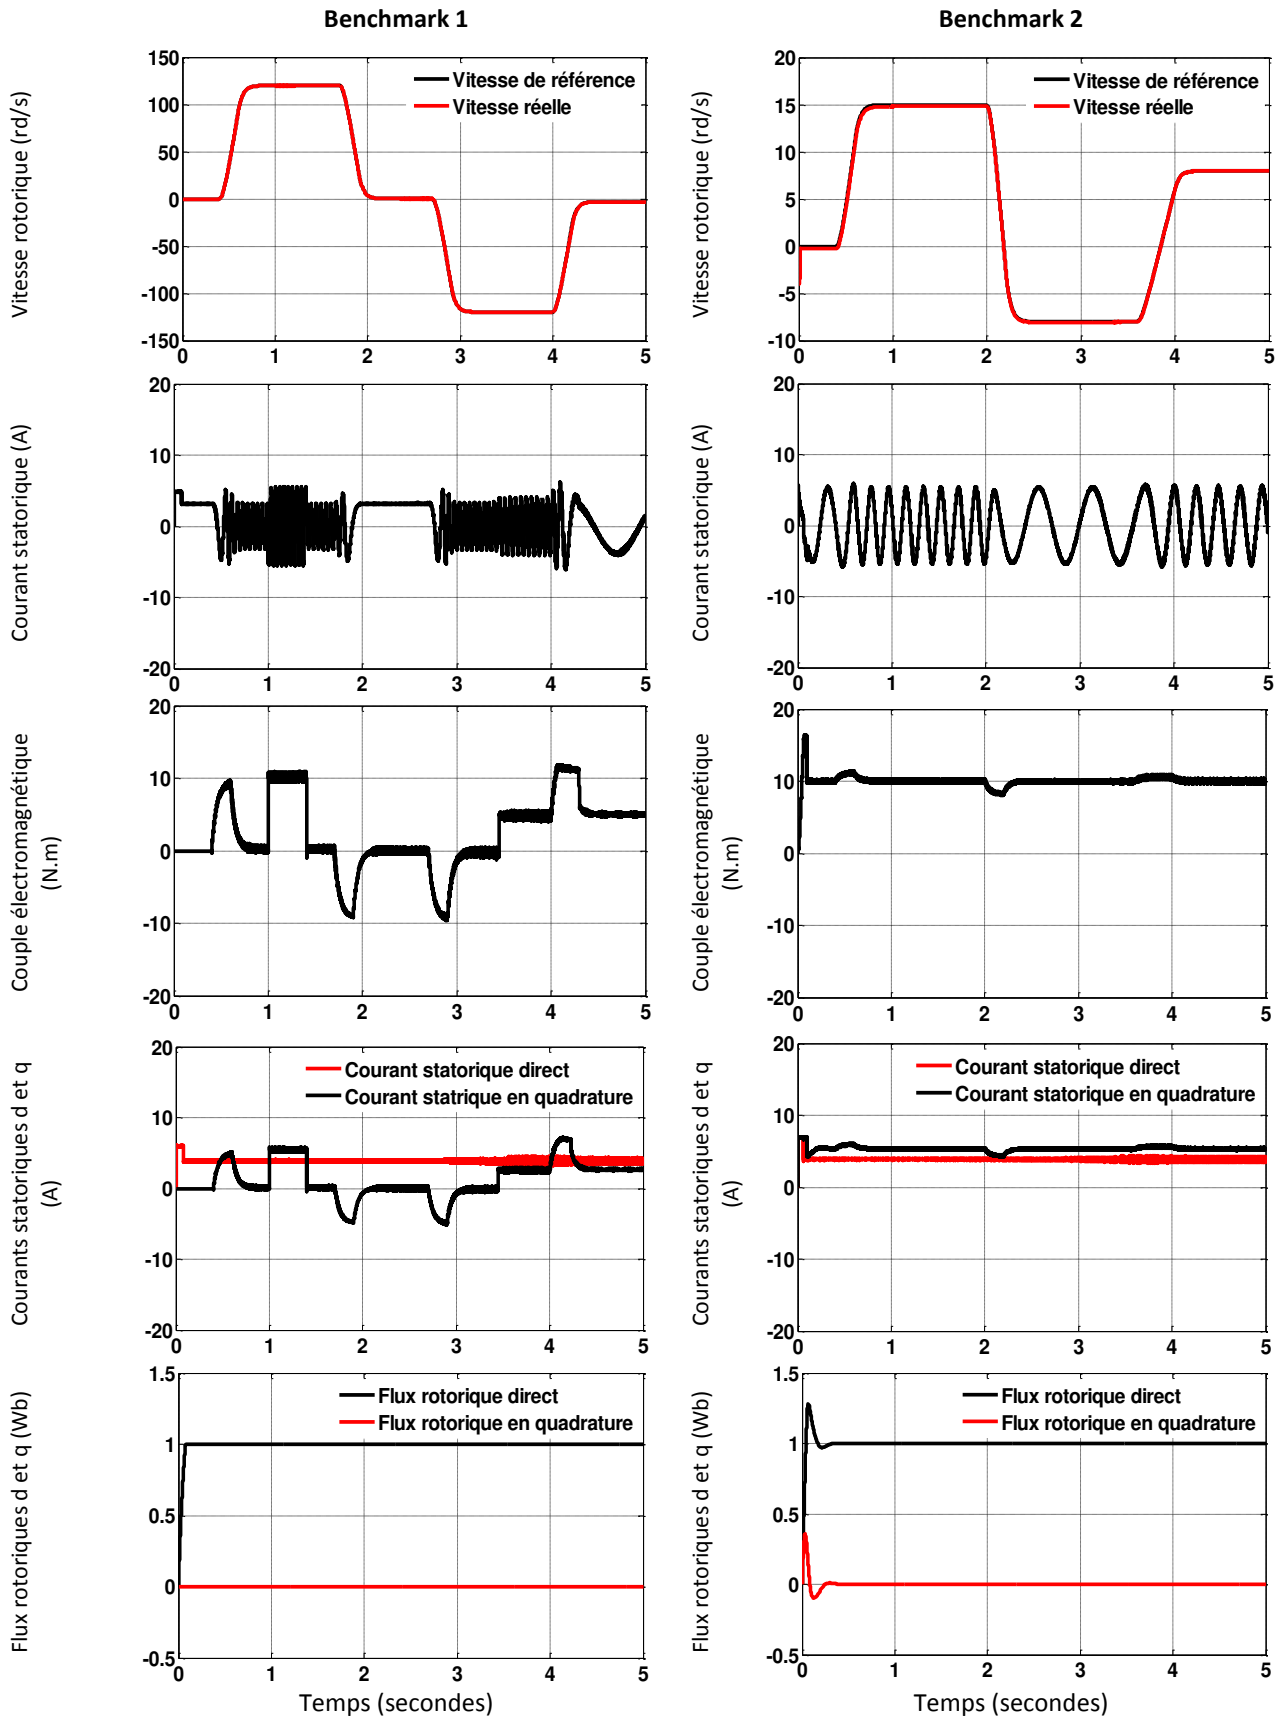 Benchmark 1
Benchmark 2
Vitesse rotorique (rd/s)
150
100
50
0
-50
-100
-150
Vitesse de référence
Vitesse réelle
0 1 2 3 4 5
Vitesse rotorique (rd/s)
20
15
10
5
0
-5
-10
Vitesse de référence
Vitesse réelle
0 1 2 3 4 5
Courant statorique (A)
20
10
0
-10
-20
0 1 2 3 4 5
Courant statorique (A)
20
10
0
-10
-20
0 1 2 3 4 5
Couple électromagnétique
(N.m)
20
10
0
-10
-20
0 1 2 3 4 5
Couple électromagnétique
(N.m)
20
10
0
-10
-20
0 1 2 3 4 5
Courants statoriques d et q
(A)
20
10
0
-10
-20
Courant statorique direct
Courant statrique en quadrature
0 1 2 3 4 5
Courants statoriques d et q
(A)
20
10
0
-10
-20
Courant statorique direct
Courant statorique en quadrature
0 1 2 3 4 5
Flux rotoriques d et q (Wb)
1.5
1
0.5
0
-0.5
Flux rotorique direct
Flux rotorique en quadrature
0 1 2 3 4 5
Temps (secondes)
Flux rotoriques d et q (Wb)
1.5
1
0.5
0
-0.5
Flux rotorique direct
Flux rotorique en quadrature
0 1 2 3 4 5
Temps (secondes)